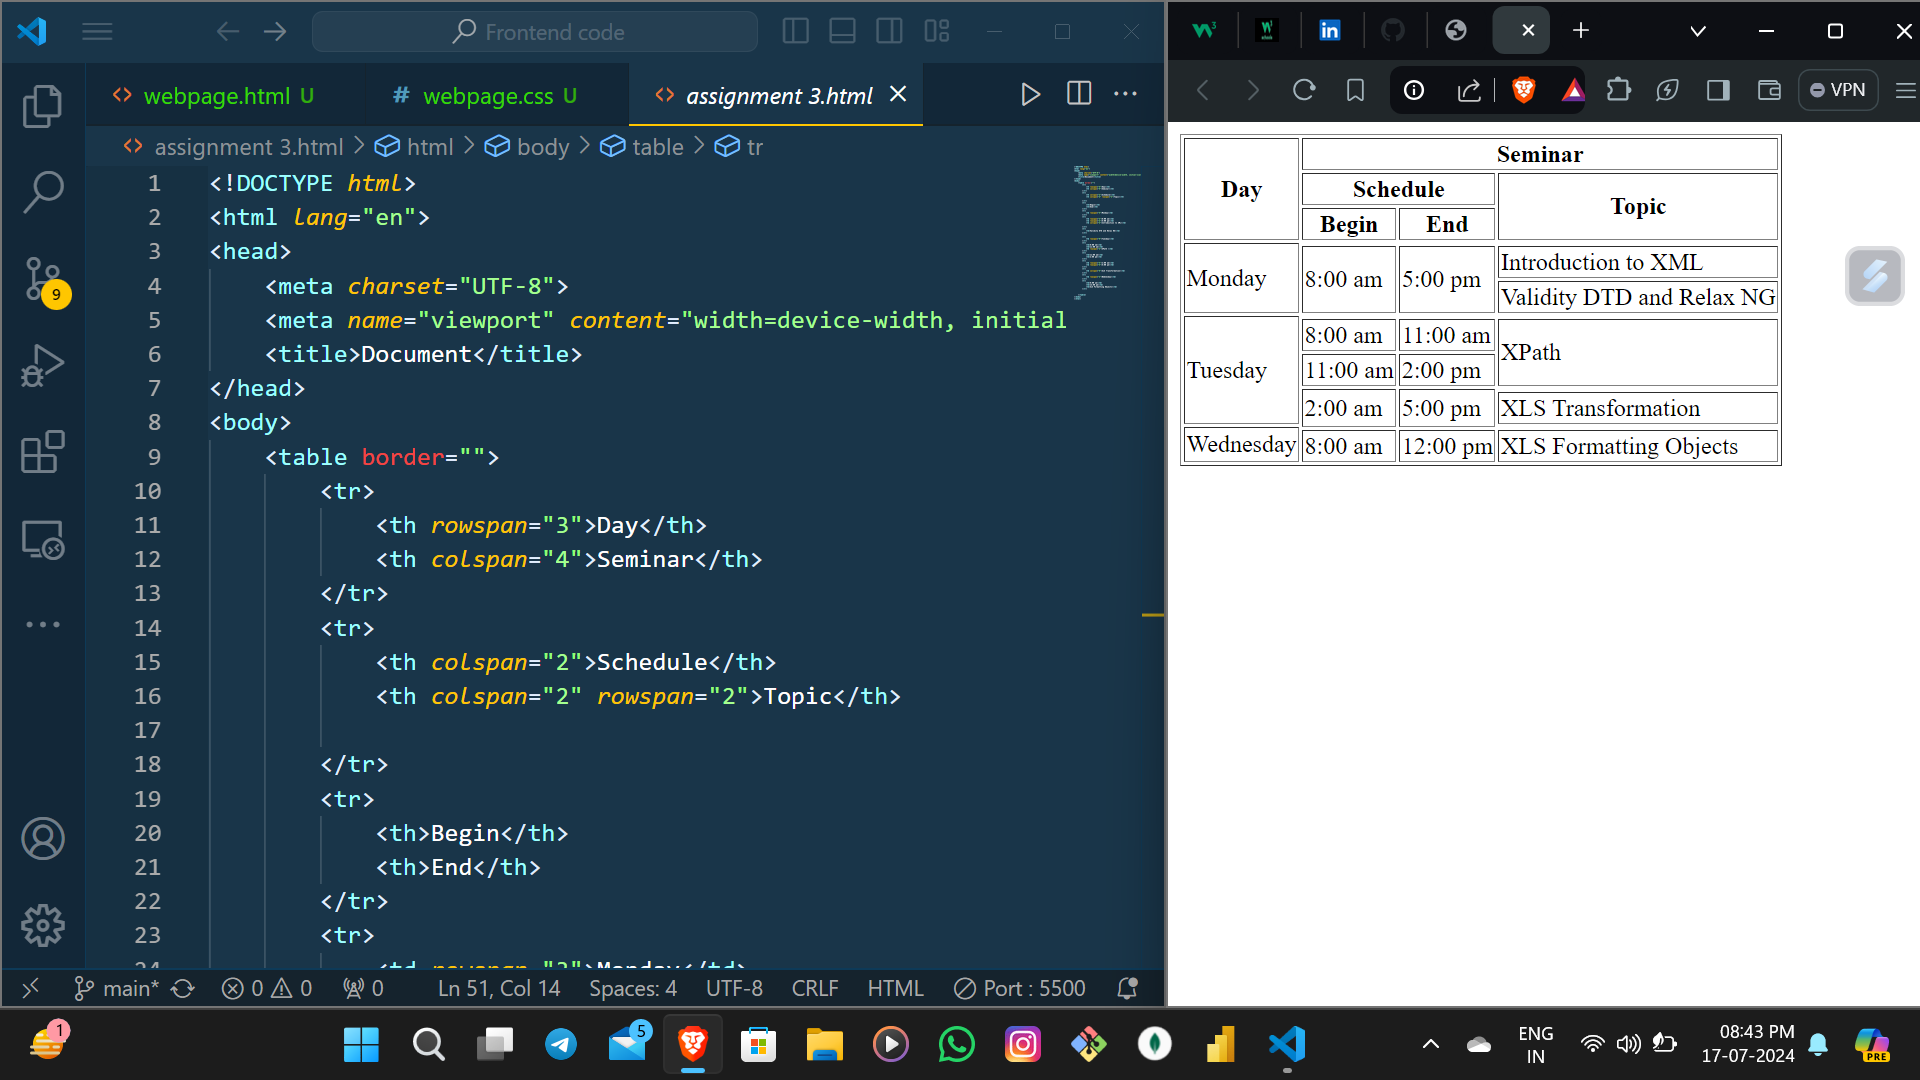 Frontend code
webpage.html U
# webpage.css U
assignment 3.html
assignment 3.html > html > body > table > tr
1 <!DOCTYPE html>
2 <html lang="en">
3 <head>
4 <meta charset="UTF-8">
5 <meta name="viewport" content="width=device-width, initial
6 <title>Document</title>
7 </head>
8 <body>
9 <table border="">
10 <tr>
11 <th rowspan="3">Day</th>
12 <th colspan="4">Seminar</th>
13 </tr>
14 <tr>
15 <th colspan="2">Schedule</th>
16 <th colspan="2" rowspan="2">Topic</th>
17
18 </tr>
19 <tr>
20 <th>Begin</th>
21 <th>End</th>
22 </tr>
23 <tr>
9
main* 0 0 0 Ln 51, Col 14 Spaces: 4 UTF-8 CRLF HTML Port : 5500
VPN
Day Seminar
Schedule Topic
Begin End
Monday 8:00 am 5:00 pm Introduction to XML
Validity DTD and Relax NG
Tuesday 8:00 am 11:00 am XPath
11:00 am 2:00 pm
2:00 am 5:00 pm XLS Transformation
Wednesday 8:00 am 12:00 pm XLS Formatting Objects
1
5
ENG
IN
08:43 PM
17-07-2024
PRE